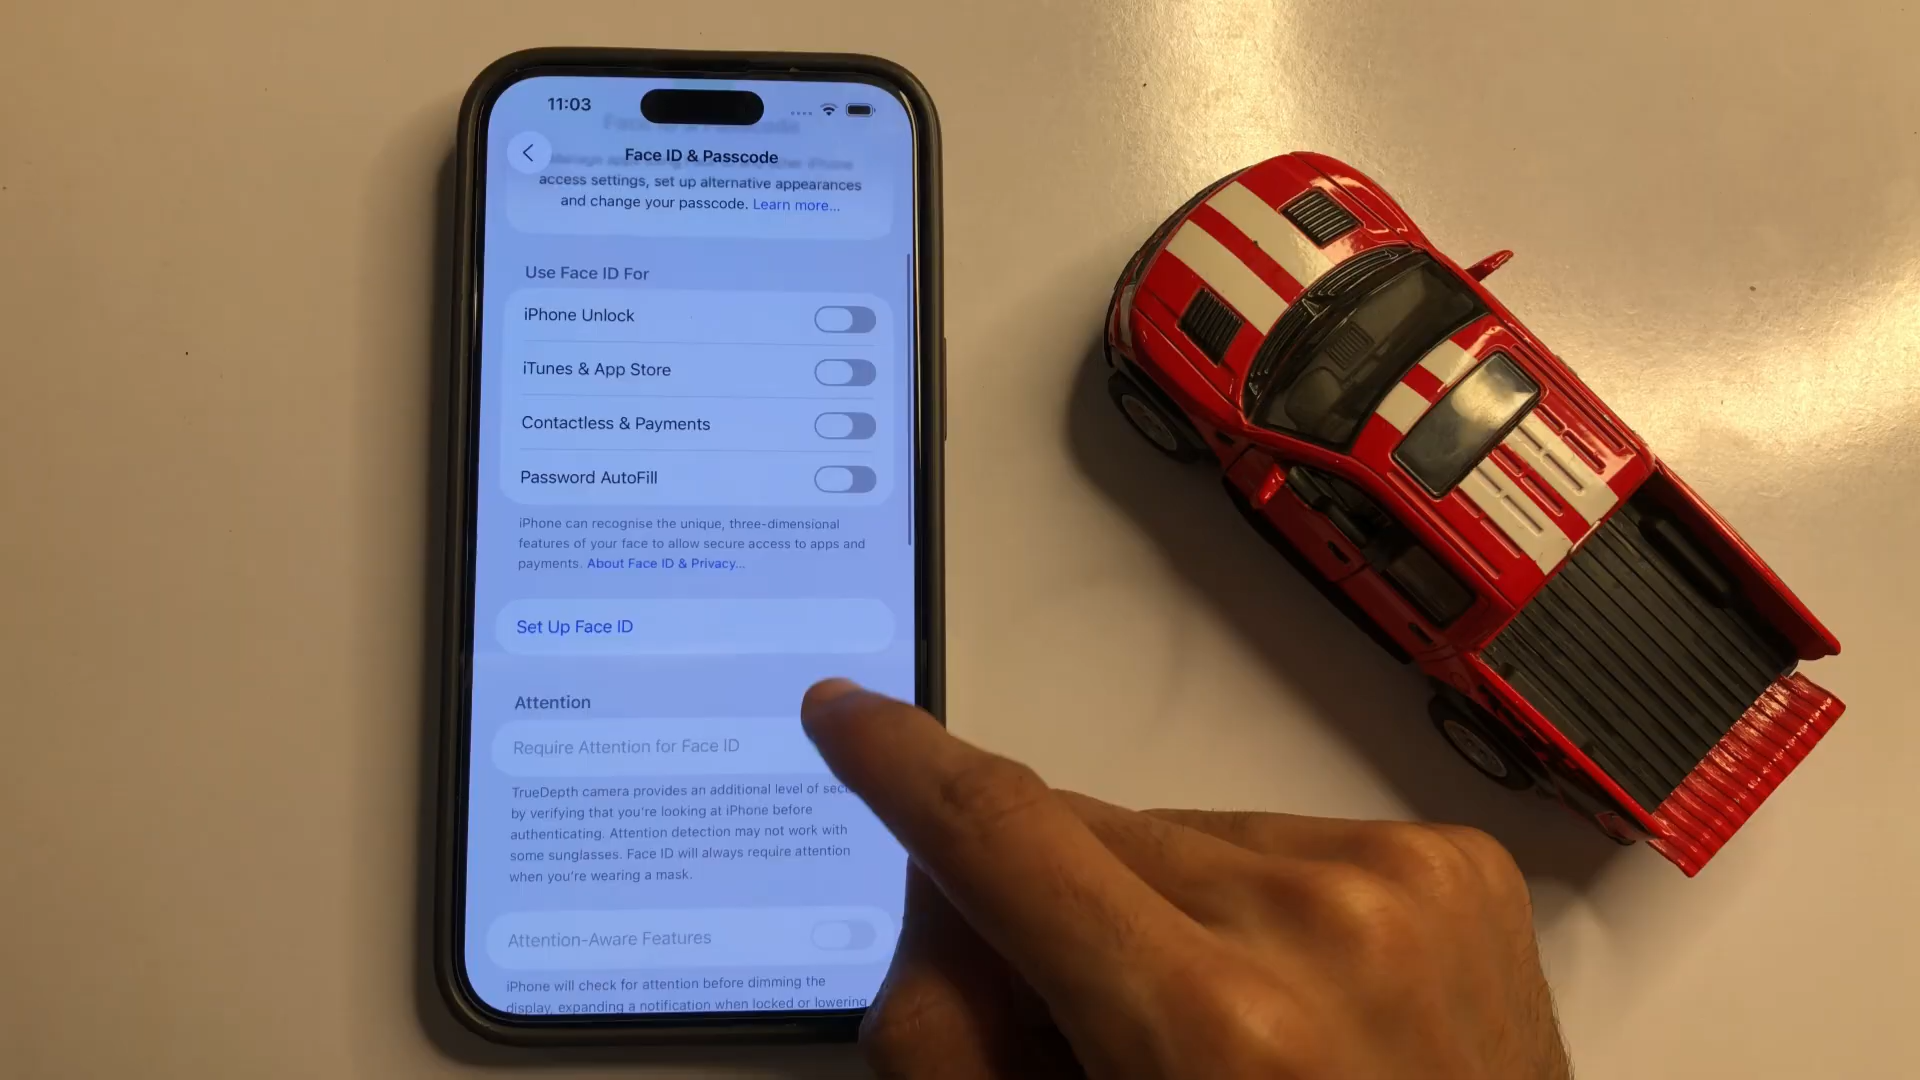 11:03
Face ID & Passcode
access settings, set up alternative appearances
and change your passcode. Learn more...
Use Face ID For
iPhone Unlock
iTunes & App Store
Contactless & Payments
Password AutoFill
iPhone can recognise the unique, three-dimensional
features of your face to allow secure access to apps and
payments. About Face ID & Privacy...
Set Up Face ID
Attention
Require Attention for Face ID
TrueDepth camera provides an additional level of
by verifying that you're looking at iPhone before
authenticating. Attention detection may not work with
some sunglasses. Face ID will always require attention
when you're wearing a mask.
Attention-Aware Features
iPhone will check for attention before dimming the
display, expanding a notification when locked or lowering